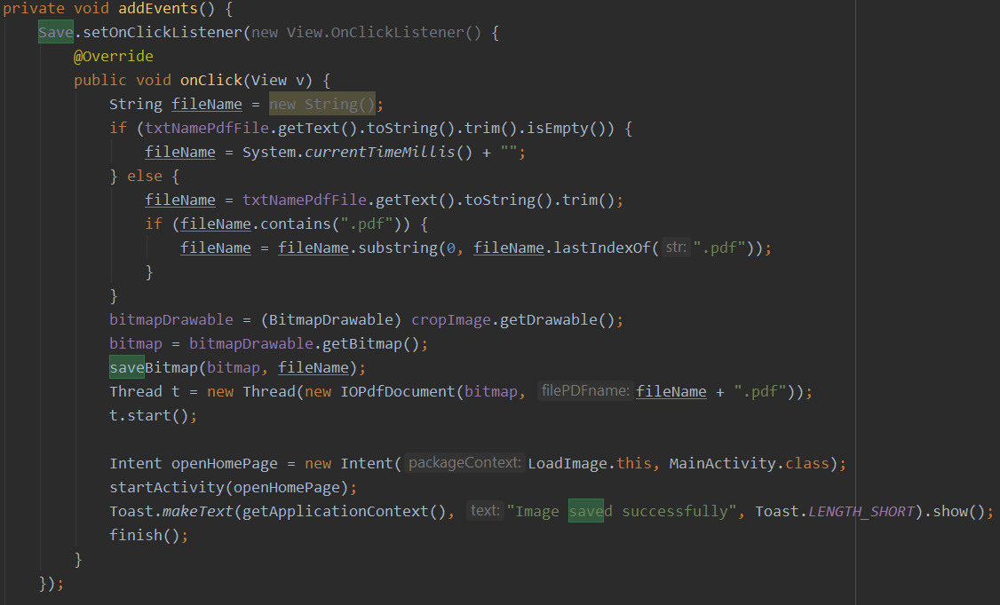 private void addEvents() {
    Save.setOnClickListener(new View.OnClickListener() {
        @Override
        public void onClick(View v) {
            String fileName = new String();
            if (txtNamePdfFile.getText().toString().trim().isEmpty()) {
                fileName = System.currentTimeMillis() + "";
            } else {
                fileName = txtNamePdfFile.getText().toString().trim();
                if (fileName.contains(".pdf")) {
                    fileName = fileName.substring(0, fileName.lastIndexOf( str: ".pdf"));
                }
            }
            bitmapDrawable = (BitmapDrawable) cropImage.getDrawable();
            bitmap = bitmapDrawable.getBitmap();
            saveBitmap(bitmap, fileName);
            Thread t = new Thread(new IOPdfDocument(bitmap, filePDFname: fileName + ".pdf"));
            t.start();

            Intent openHomePage = new Intent( packageContext: LoadImage.this, MainActivity.class);
            startActivity(openHomePage);
            Toast.makeText(getApplicationContext(), text: "Image saved successfully", Toast.LENGTH_SHORT).show();
            finish();
        }
    });